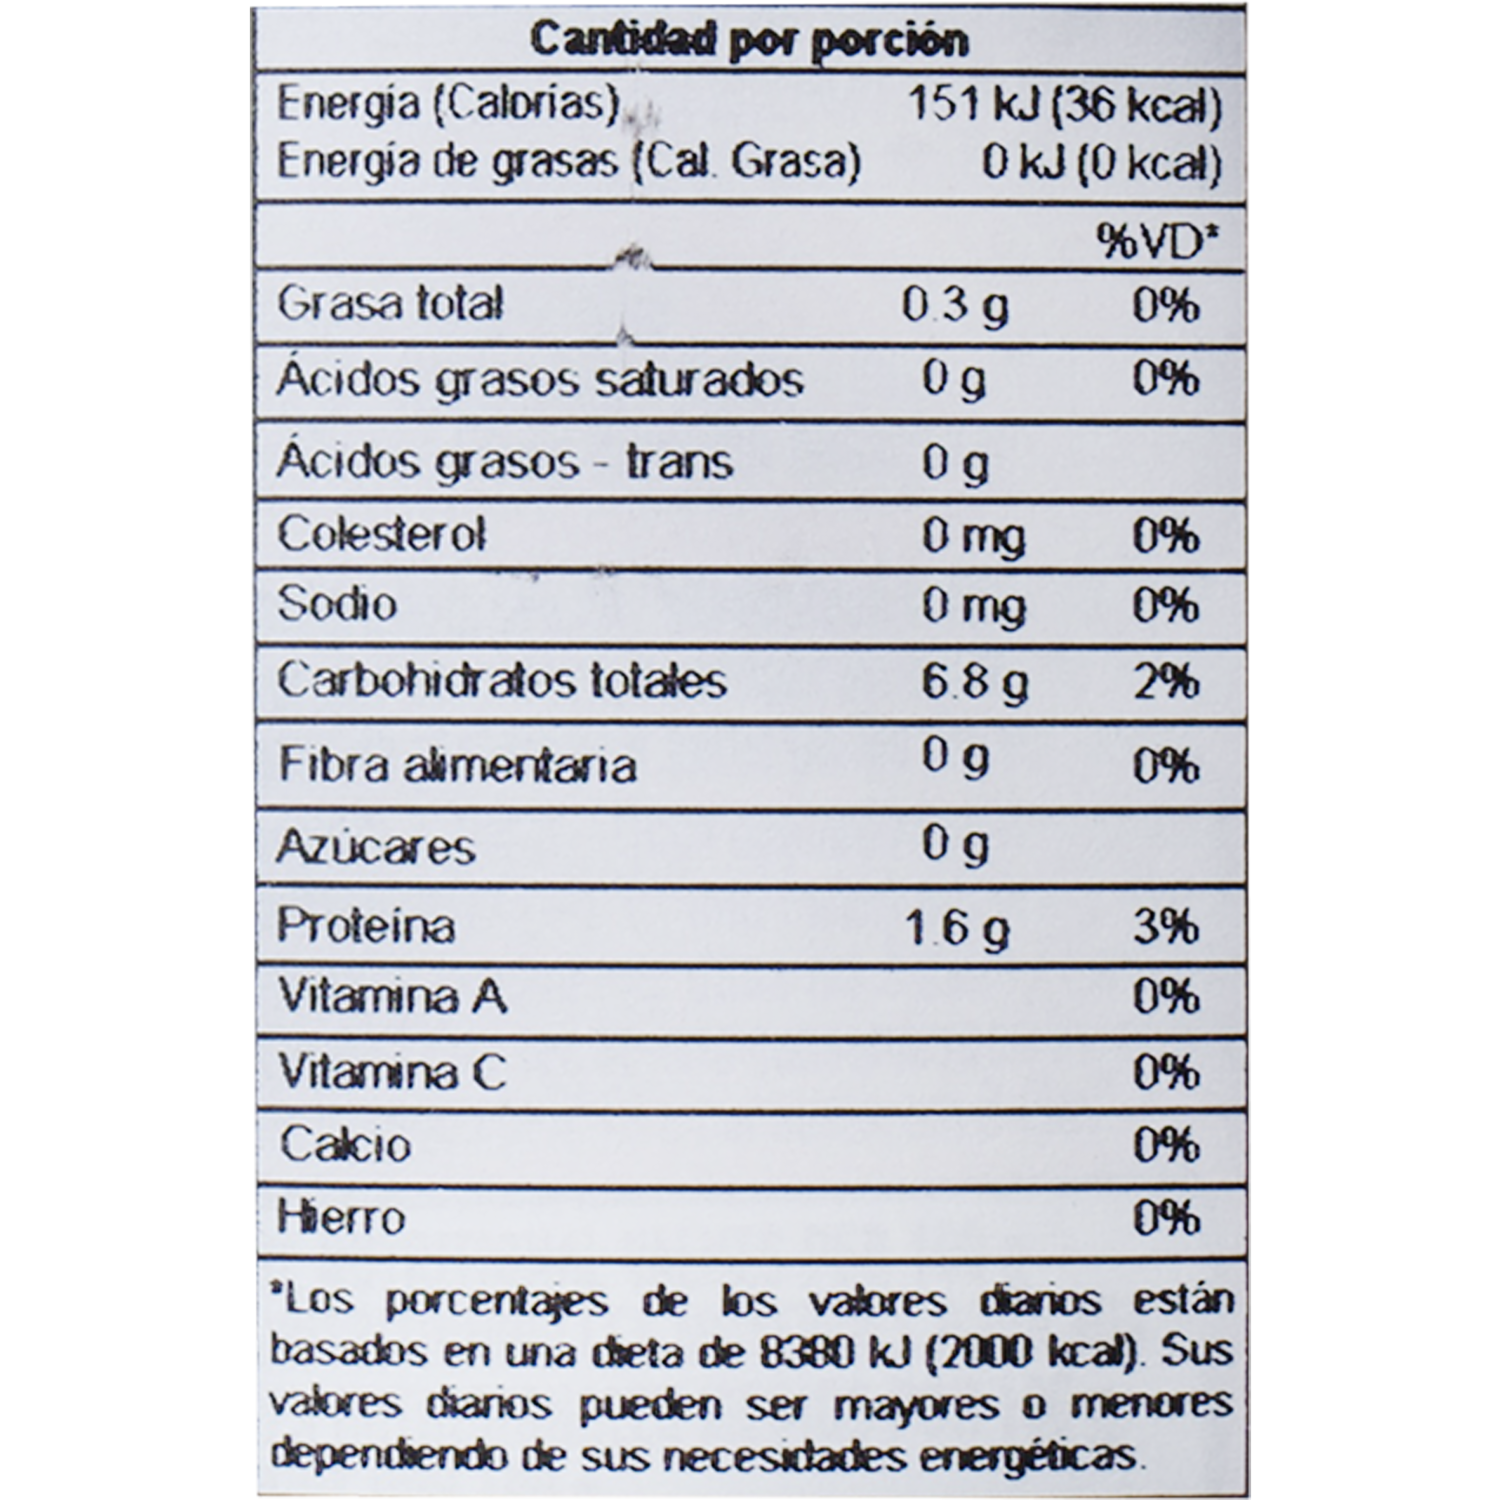 Cantidad por porción
Energía (Calorías) 151 kJ (36 kcal)
Energía de grasas (Cal. Grasa) 0 kJ (0 kcal)
%VD*
Grasa total 0.3 g 0%
Ácidos grasos saturados 0 g 0%
Ácidos grasos - trans 0 g
Colesterol 0 mg 0%
Sodio 0 mg 0%
Carbohidratos totales 6.8 g 2%
Fibra alimentaria 0 g 0%
Azúcares 0 g
Proteína 1.6 g 3%
Vitamina A 0%
Vitamina C 0%
Calcio 0%
Hierro 0%
*Los porcentajes de los valores diarios están
basados en una dieta de 8380 kJ (2000 kcal). Sus
valores diarios pueden ser mayores o menores
dependiendo de sus necesidades energéticas.